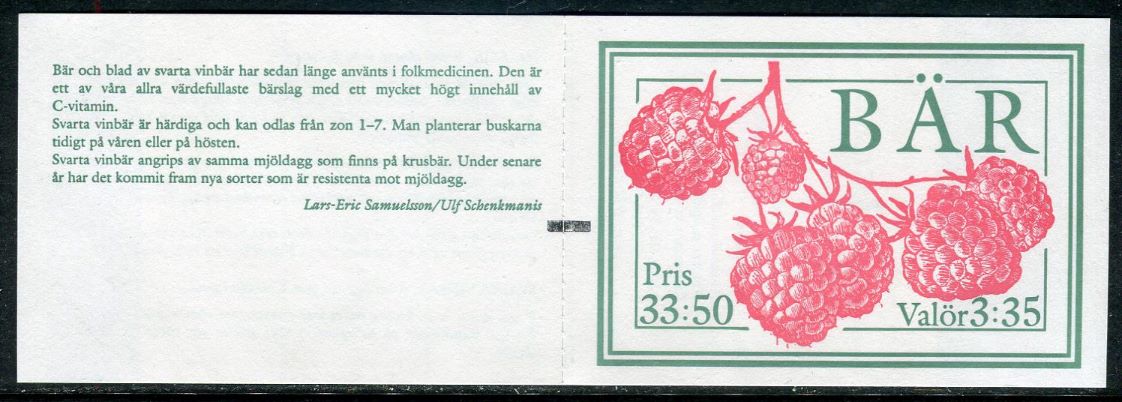 Bär och blad av svarta vinbär har sedan länge använts i folkmedicinen. Den är
ett av våra allra värdefullaste bärslag med ett mycket högt innehåll av
C-vitamin.
Svarta vinbär är härdiga och kan odlas från zon 1–7. Man planterar buskarna
tidigt på våren eller på hösten.
Svarta vinbär angrips av samma mjöldagg som finns på krusbär. Under senare
år har det kommit fram nya sorter som är resistenta mot mjöldagg.
Lars-Eric Samuelsson/Ulf Schenkmanis
BÄR
Pris
33:50
Valör 3:35